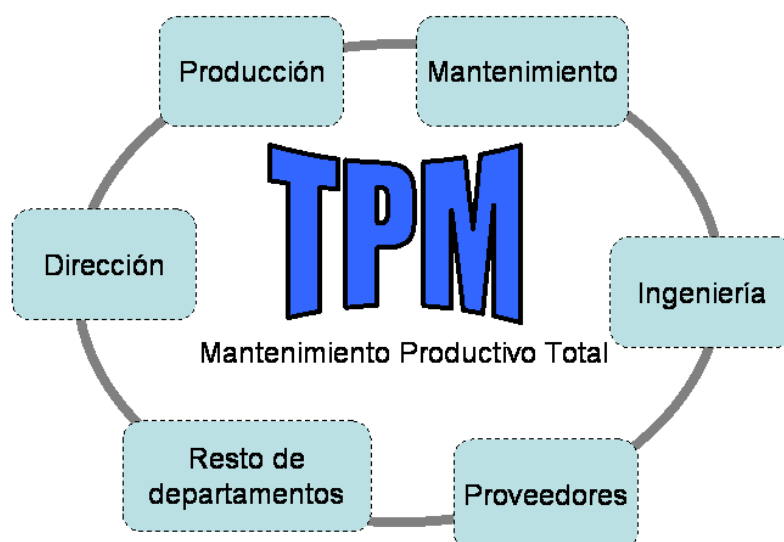 Producción
Mantenimiento
Dirección
TPM
Ingeniería
Mantenimiento Productivo Total
Resto de
departamentos
Proveedores